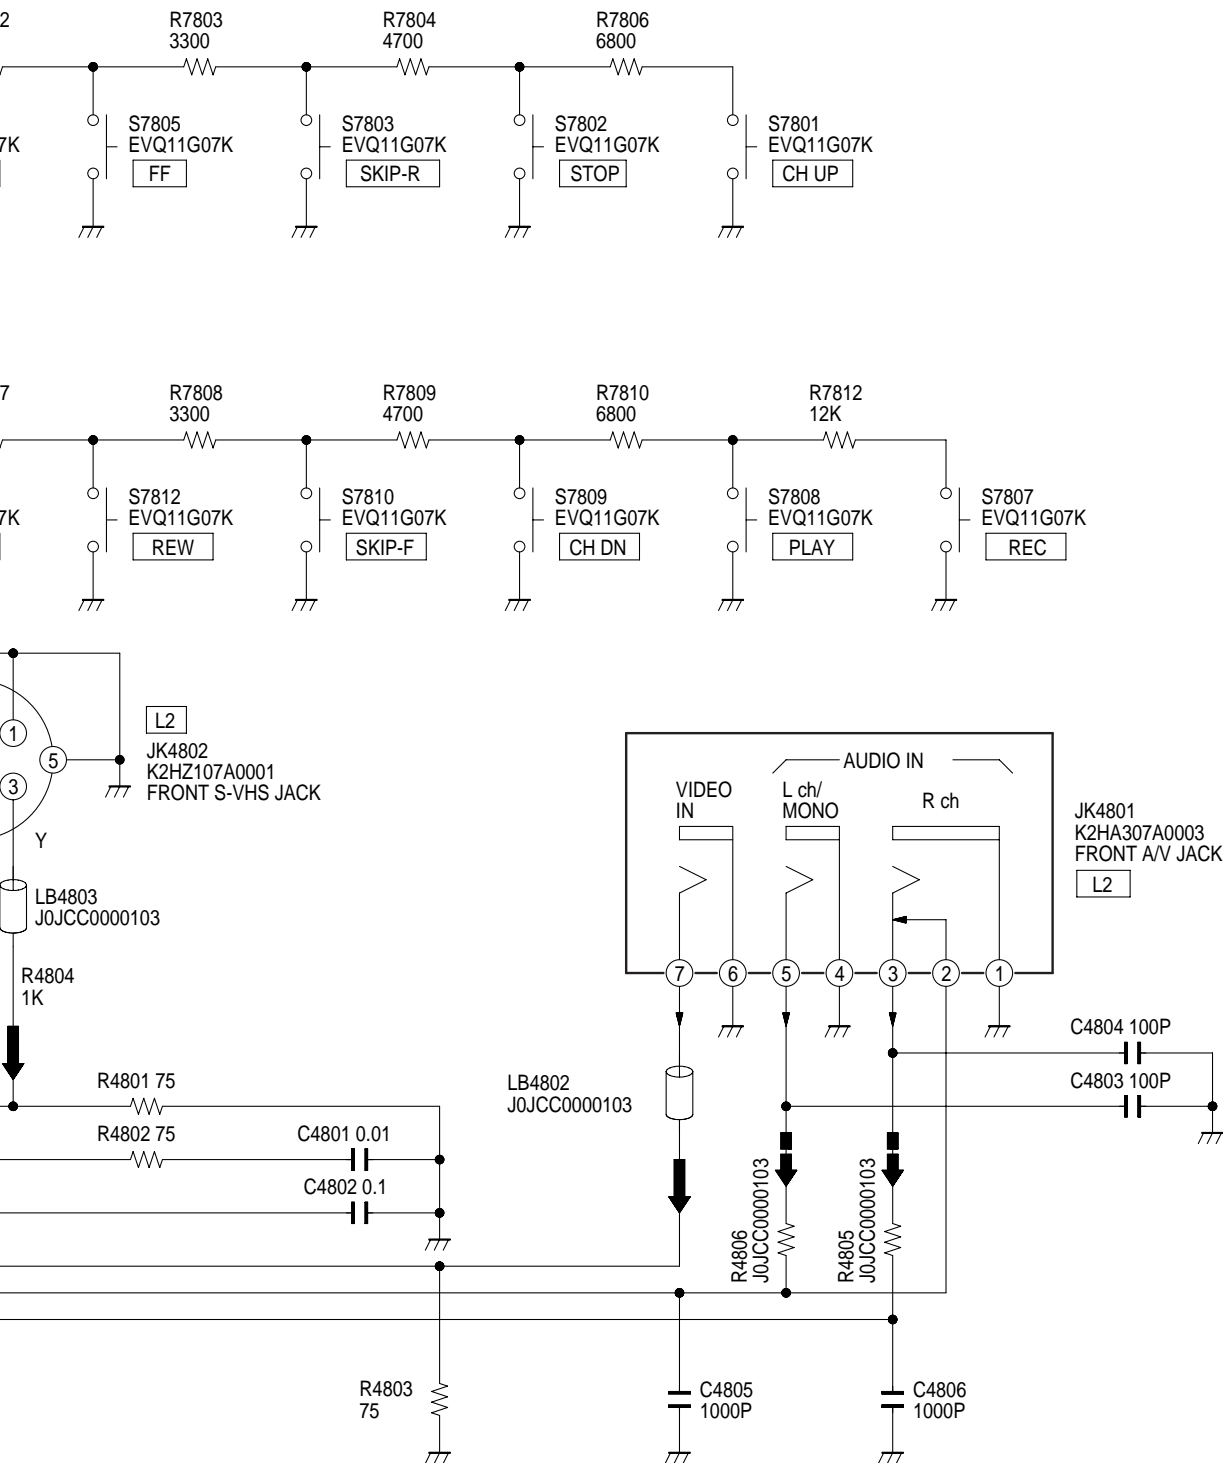 2
R7803
3300
R7804
4700
R7806
6800
7K
S7805
EVQ11G07K
FF
S7803
EVQ11G07K
SKIP-R
S7802
EVQ11G07K
STOP
S7801
EVQ11G07K
CH UP
7
R7808
3300
R7809
4700
R7810
6800
R7812
12K
7K
S7812
EVQ11G07K
REW
S7810
EVQ11G07K
SKIP-F
S7809
EVQ11G07K
CH DN
S7808
EVQ11G07K
PLAY
S7807
EVQ11G07K
REC
1
3
5
L2
JK4802
K2HZ107A0001
FRONT S-VHS JACK
Y
LB4803
J0JCC0000103
R4804
1K
AUDIO IN
VIDEO
IN
L ch/
MONO
R ch
JK4801
K2HA307A0003
FRONT A/V JACK
L2
7
6
5
4
3
2
1
C4804 100P
C4803 100P
LB4802
J0JCC0000103
R4801 75
R4802 75
C4801 0.01
C4802 0.1
R4806
J0JCC0000103
R4805
J0JCC0000103
R4803
75
C4805
1000P
C4806
1000P